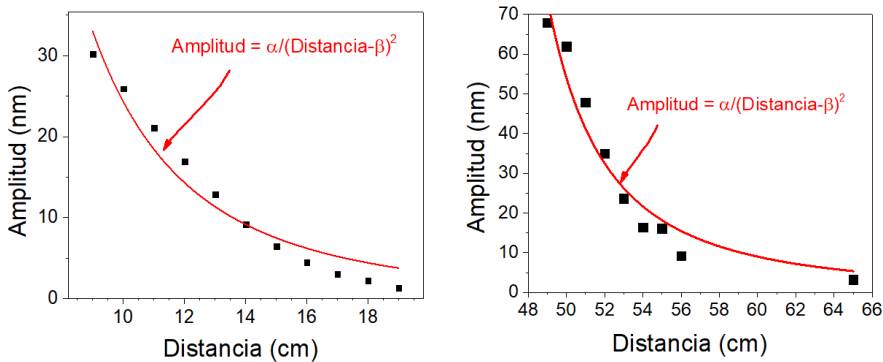 Amplitud = α/(Distancia-β)²
30
20
10
0
Amplitud (nm)
10 12 14 16 18
Distancia (cm)
Amplitud = α/(Distancia-β)²
70
60
50
40
30
20
10
0
Amplitud (nm)
48 50 52 54 56 58 60 62 64 66
Distancia (cm)